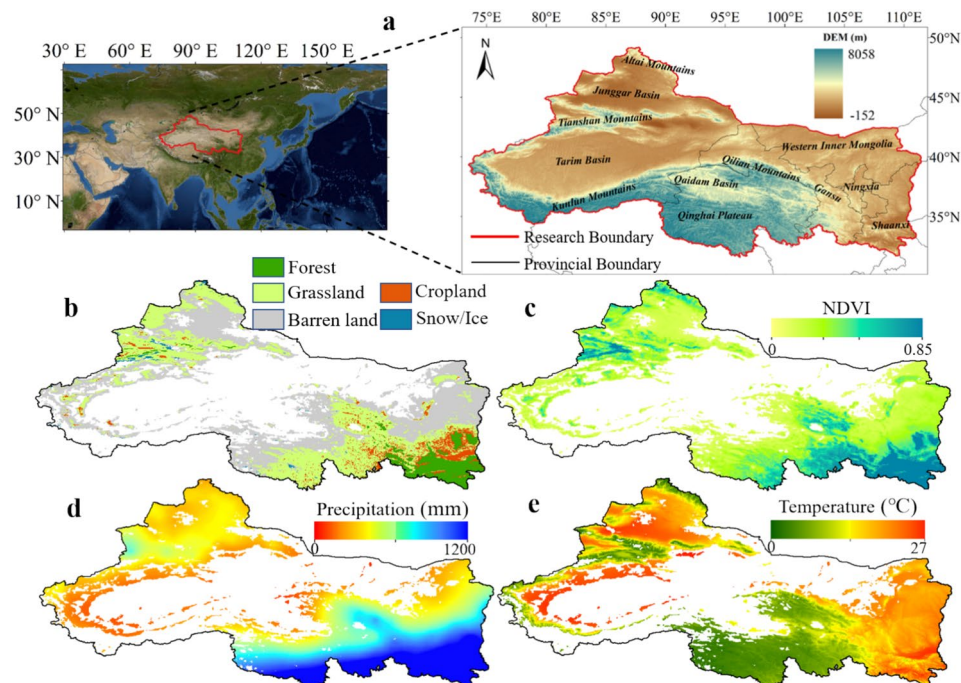 a
30° E 60° E 90° E 120° E 150° E
50° N
30° N
10° N
75°E 80°E 85°E 90°E 95°E 100°E 105°E 110°E
50°N
45°N
40°N
35°N
N
DEM (m)
8058
-152
Altai Mountains
Junggar Basin
Tianshan Mountains
Western Inner Mongolia
Tarim Basin
Qilian Mountains
Qaidam Basin
Gansu
Ningxia
Kunlun Mountains
Qinghai Plateau
Shaanxi
Research Boundary
Provincial Boundary
b
Forest
Grassland
Cropland
Barren land
Snow/Ice
c
NDVI
0 0.85
d
Precipitation (mm)
0 1200
e
Temperature (°C)
0 27